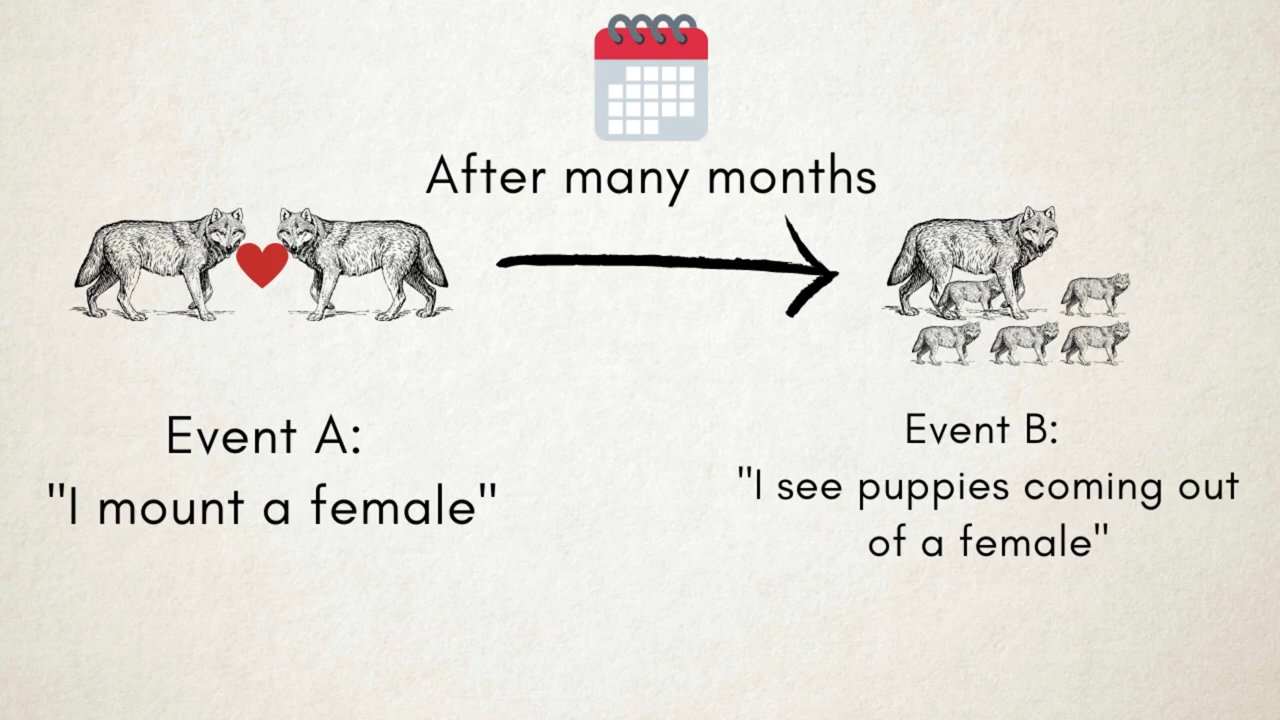 After many months
Event A:
"I mount a female"
Event B:
"I see puppies coming out
of a female"